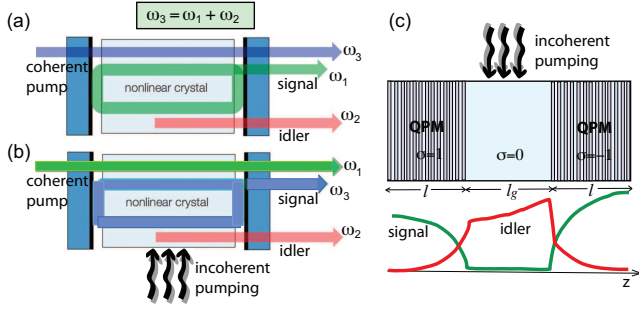 (a)
ω₃ = ω₁ + ω₂
coherent
pump
nonlinear crystal
ω₃
ω₁
signal
ω₂
idler
(b)
coherent
pump
nonlinear crystal
ω₁
ω₃
signal
ω₂
idler
incoherent
pumping
(c)
incoherent
pumping
QPM
σ=1
σ=0
QPM
σ=−1
l
l_g
l
signal
idler
z